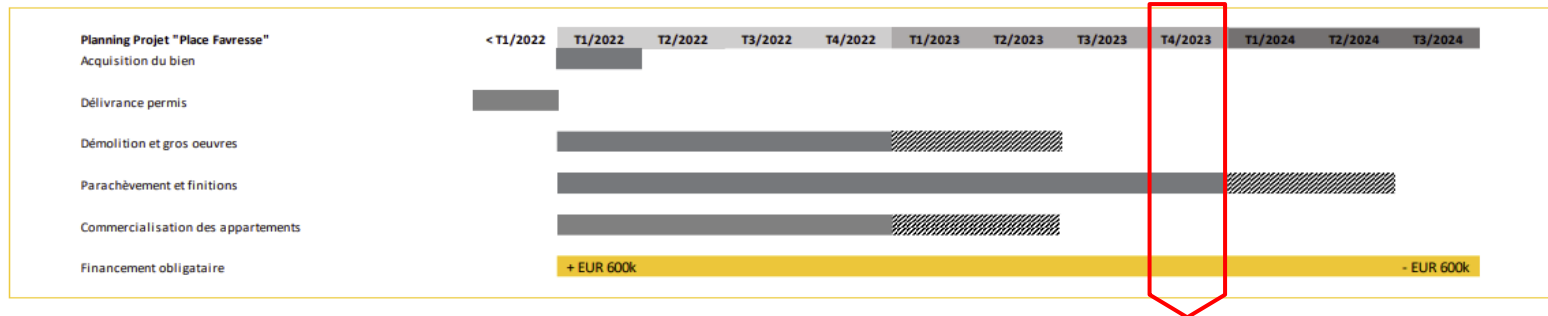 Planning Projet "Place Favresse" < T1/2022 T1/2022 T2/2022 T3/2022 T4/2022 T1/2023 T2/2023 T3/2023 T4/2023 T1/2024 T2/2024 T3/2024
Acquisition du bien
Délivrance permis
Démolition et gros oeuvres
Parachèvement et finitions
Commercialisation des appartements
Financement obligataire + EUR 600k - EUR 600k